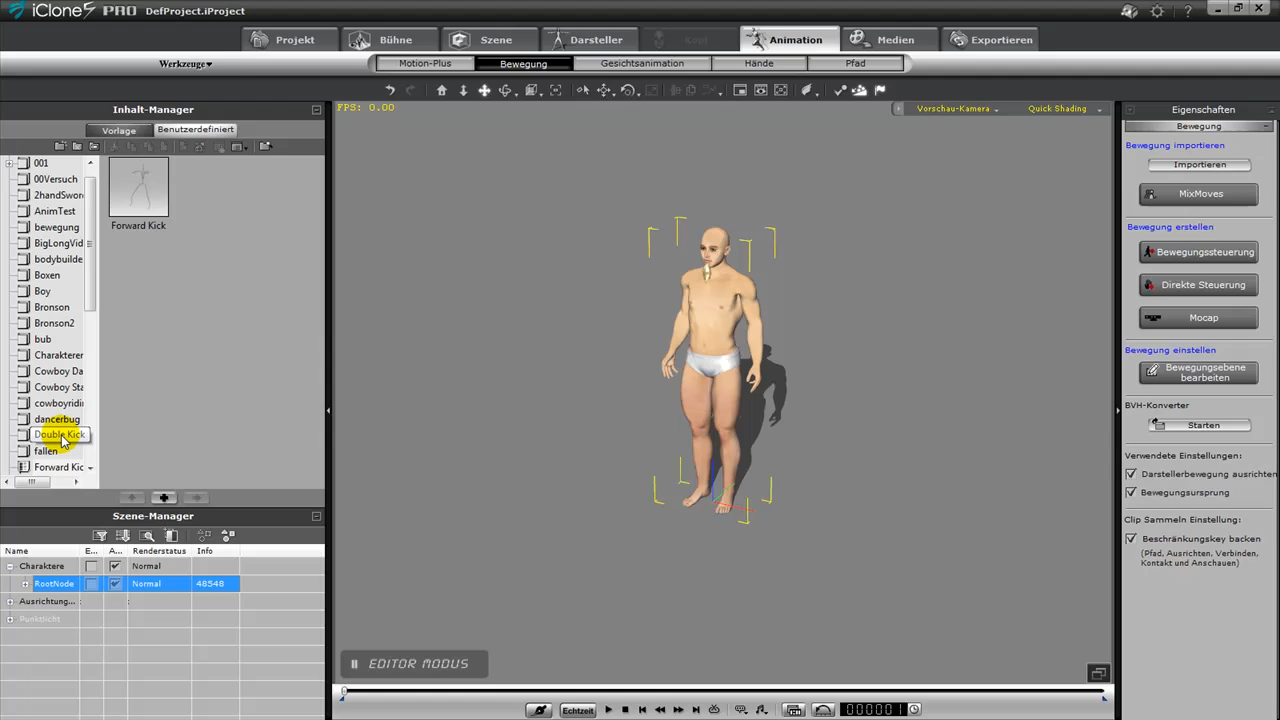 iClone5 PRO DefProject.iProject
Projekt Bühne Szene Darsteller Kopf Animation Medien Exportieren
Werkzeuge▾ Motion-Plus Bewegung Gesichtsanimation Hände Pfad
Inhalt-Manager
Vorlage Benutzerdefiniert
001
00Versuch
2handSword
AnimTest
bewegung
BigLongVid
bodybuilde
Boxen
Boy
Bronson
Bronson2
bub
Charakterer
Cowboy Da
Cowboy Sta
cowboyridin
dancerbug
Double Kick
fallen
Forward Kic
Forward Kick
FPS: 0.00
Vorschau-Kamera Quick Shading
EDITOR MODUS
Szene-Manager
Name E... A... Renderstatus Info
Charaktere Normal
RootNode Normal 48548
Ausrichtung... :
Punktlicht
Echtzeit 000001
Eigenschaften
Bewegung
Bewegung importieren
Importieren
MixMoves
Bewegung erstellen
Bewegungssteuerung
Direkte Steuerung
Mocap
Bewegung einstellen
Bewegungsebene
bearbeiten
BVH-Konverter
Starten
Verwendete Einstellungen:
Darstellerbewegung ausrichten
Bewegungsursprung
Clip Sammeln Einstellung:
Beschränkungskey backen
(Pfad, Ausrichten, Verbinden,
Kontakt und Anschauen)